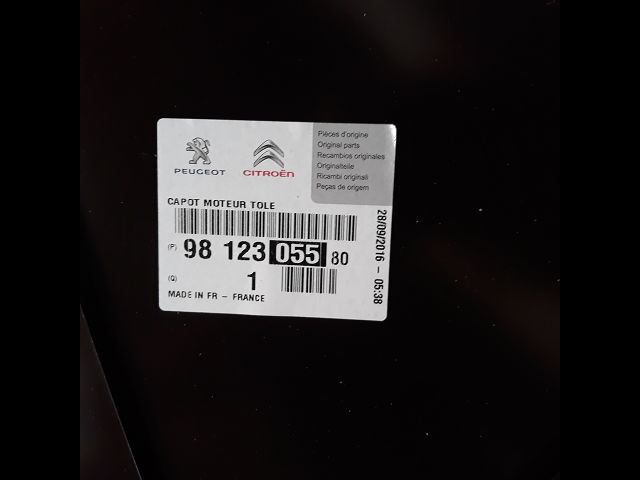 PEUGEOT
CITROËN
Pièces d'origine
Original parts
Recambios originales
Originalteile
Ricambi originali
Peças de origem
CAPOT MOTEUR TOLE
(P) 98 123 055 80
(Q) 1
MADE IN FR - FRANCE
28/09/2016 - 05:38